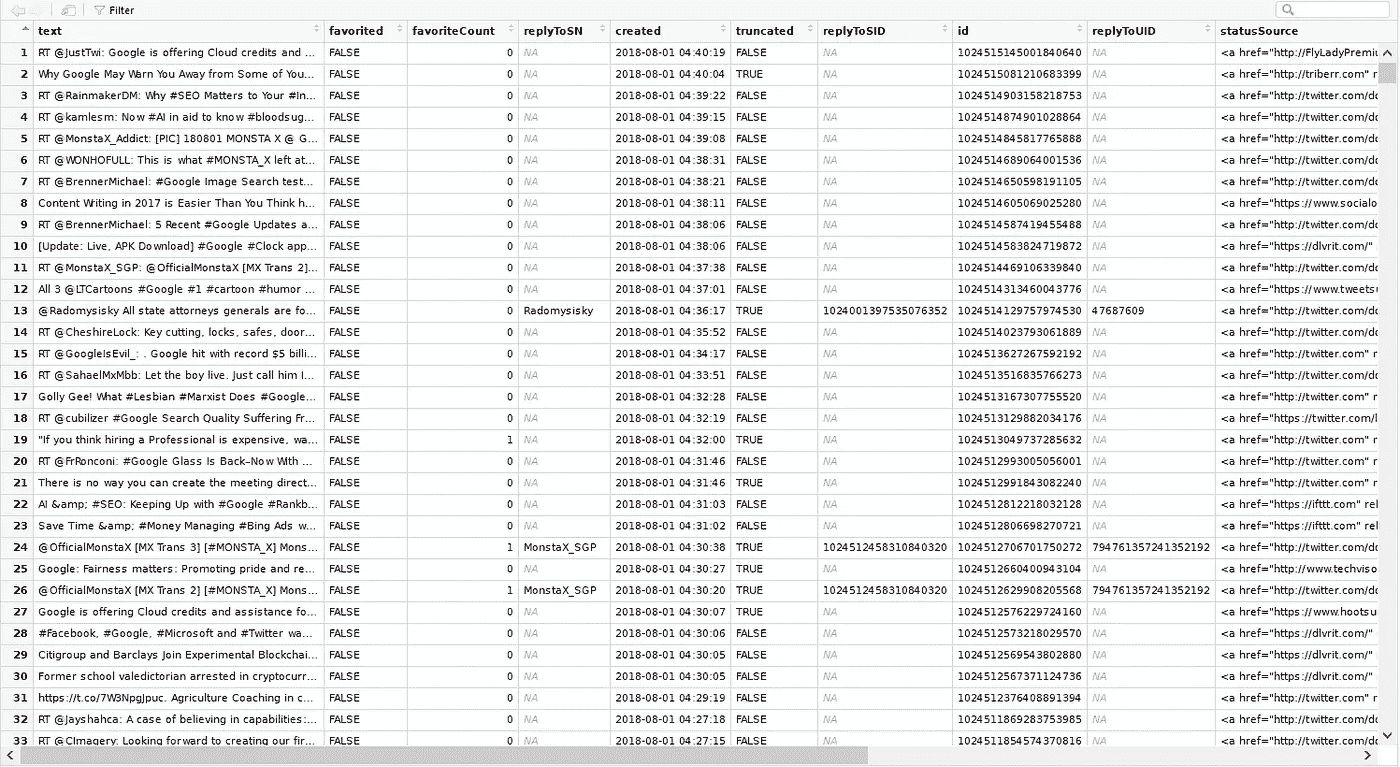 Filter
text favorited favoriteCount replyToSN created truncated replyToSID id replyToUID statusSource
1 RT @JustTwi: Google is offering Cloud credits and ... FALSE 0 NA 2018-08-01 04:40:19 FALSE NA 1024515145001840640 NA <a href="http://FlyLadyPremiu
2 Why Google May Warn You Away from Some of You... FALSE 0 NA 2018-08-01 04:40:04 TRUE NA 1024515081210683399 NA <a href="http://triberr.com" r
3 RT @RainmakerDM: Why #SEO Matters to Your #In... FALSE 0 NA 2018-08-01 04:39:22 FALSE NA 1024514903158218753 NA <a href="http://twitter.com/do
4 RT @kamlesm: Now #AI in aid to know #bloodsug... FALSE 0 NA 2018-08-01 04:39:15 FALSE NA 1024514874901028864 NA <a href="http://twitter.com/do
5 RT @MonstaX_Addict: [PIC] 180801 MONSTA X @ G... FALSE 0 NA 2018-08-01 04:39:08 FALSE NA 1024514845817765888 NA <a href="http://twitter.com/do
6 RT @WONHOFULL: This is what #MONSTA_X left at... FALSE 0 NA 2018-08-01 04:38:31 FALSE NA 1024514689064001536 NA <a href="http://twitter.com/do
7 RT @BrennerMichael: #Google Image Search test... FALSE 0 NA 2018-08-01 04:38:21 FALSE NA 1024514650598191105 NA <a href="http://twitter.com/do
8 Content Writing in 2017 is Easier Than You Think h... FALSE 0 NA 2018-08-01 04:38:11 FALSE NA 1024514605069025280 NA <a href="https://www.socialo
9 RT @BrennerMichael: 5 Recent #Google Updates a... FALSE 0 NA 2018-08-01 04:38:06 FALSE NA 1024514587419455488 NA <a href="http://twitter.com/do
10 [Update: Live, APK Download] #Google #Clock app... FALSE 0 NA 2018-08-01 04:38:06 FALSE NA 1024514583824719872 NA <a href="https://dlvrit.com/"
11 RT @MonstaX_SGP: @OfficialMonstaX [MX Trans 2]... FALSE 0 NA 2018-08-01 04:37:38 FALSE NA 1024514469106339840 NA <a href="http://twitter.com/do
12 All 3 @LTCartoons #Google #1 #cartoon #humor ... FALSE 0 NA 2018-08-01 04:37:01 FALSE NA 1024514313460043776 NA <a href="https://www.tweets
13 @Radomysisky All state attorneys generals are fo... FALSE 0 Radomysisky 2018-08-01 04:36:17 TRUE 1024001397535076352 1024514129757974530 47687609 <a href="http://twitter.com/do
14 RT @CheshireLock: Key cutting, locks, safes, door... FALSE 0 NA 2018-08-01 04:35:52 FALSE NA 1024514023793061889 NA <a href="http://twitter.com/do
15 RT @GoogleIsEvil_: . Google hit with record $5 billi... FALSE 0 NA 2018-08-01 04:34:17 FALSE NA 1024513627267592192 NA <a href="http://twitter.com" r
16 RT @SahaelMxMbb: Let the boy live. Just call him I... FALSE 0 NA 2018-08-01 04:33:51 FALSE NA 1024513516835766273 NA <a href="http://twitter.com/do
17 Golly Gee! What #Lesbian #Marxist Does #Google... FALSE 0 NA 2018-08-01 04:32:28 FALSE NA 1024513167307755520 NA <a href="http://twitter.com" r
18 RT @cubilizer #Google Search Quality Suffering Fr... FALSE 0 NA 2018-08-01 04:32:19 FALSE NA 1024513129882034176 NA <a href="https://twitter.com/l
19 "If you think hiring a Professional is expensive, wa... FALSE 1 NA 2018-08-01 04:32:00 TRUE NA 1024513049737285632 NA <a href="http://twitter.com" r
20 RT @FrRonconi: #Google Glass Is Back–Now With ... FALSE 0 NA 2018-08-01 04:31:46 FALSE NA 1024512993005056001 NA <a href="http://twitter.com/do
21 There is no way you can create the meeting direct... FALSE 0 NA 2018-08-01 04:31:46 TRUE NA 1024512991843082240 NA <a href="http://twitter.com" r
22 AI &amp; #SEO: Keeping Up with #Google #Rankb... FALSE 0 NA 2018-08-01 04:31:03 FALSE NA 1024512812218032128 NA <a href="https://ifttt.com" rel
23 Save Time &amp; #Money Managing #Bing Ads w... FALSE 0 NA 2018-08-01 04:31:02 FALSE NA 1024512806698270721 NA <a href="https://ifttt.com" rel
24 @OfficialMonstaX [MX Trans 3] [#MONSTA_X] Mons... FALSE 1 MonstaX_SGP 2018-08-01 04:30:38 TRUE 1024512458310840320 1024512706701750272 794761357241352192 <a href="http://twitter.com/do
25 Google: Fairness matters: Promoting pride and re... FALSE 0 NA 2018-08-01 04:30:27 TRUE NA 1024512660400943104 NA <a href="http://www.techviso
26 @OfficialMonstaX [MX Trans 2] [#MONSTA_X] Mons... FALSE 1 MonstaX_SGP 2018-08-01 04:30:20 TRUE 1024512458310840320 1024512629908205568 794761357241352192 <a href="http://twitter.com/do
27 Google is offering Cloud credits and assistance fo... FALSE 0 NA 2018-08-01 04:30:07 TRUE NA 1024512576229724160 NA <a href="https://www.hootsu
28 #Facebook, #Google, #Microsoft and #Twitter wa... FALSE 0 NA 2018-08-01 04:30:06 FALSE NA 1024512573218029570 NA <a href="https://dlvrit.com/"
29 Citigroup and Barclays Join Experimental Blockchai... FALSE 0 NA 2018-08-01 04:30:05 FALSE NA 1024512569543802880 NA <a href="https://dlvrit.com/"
30 Former school valedictorian arrested in cryptocurr... FALSE 0 NA 2018-08-01 04:30:05 FALSE NA 1024512567371124736 NA <a href="https://dlvrit.com/"
31 https://t.co/7W3NpgJpuc. Agriculture Coaching in c... FALSE 0 NA 2018-08-01 04:29:19 FALSE NA 1024512376408891394 NA <a href="http://twitter.com" r
32 RT @Jayshahca: A case of believing in capabilities:... FALSE 0 NA 2018-08-01 04:27:18 FALSE NA 1024511869283753985 NA <a href="http://twitter.com/do
33 RT @CImagery: Looking forward to creating our fir... FALSE 0 NA 2018-08-01 04:27:15 FALSE NA 1024511854574370816 NA <a href="http://twitter.com/do